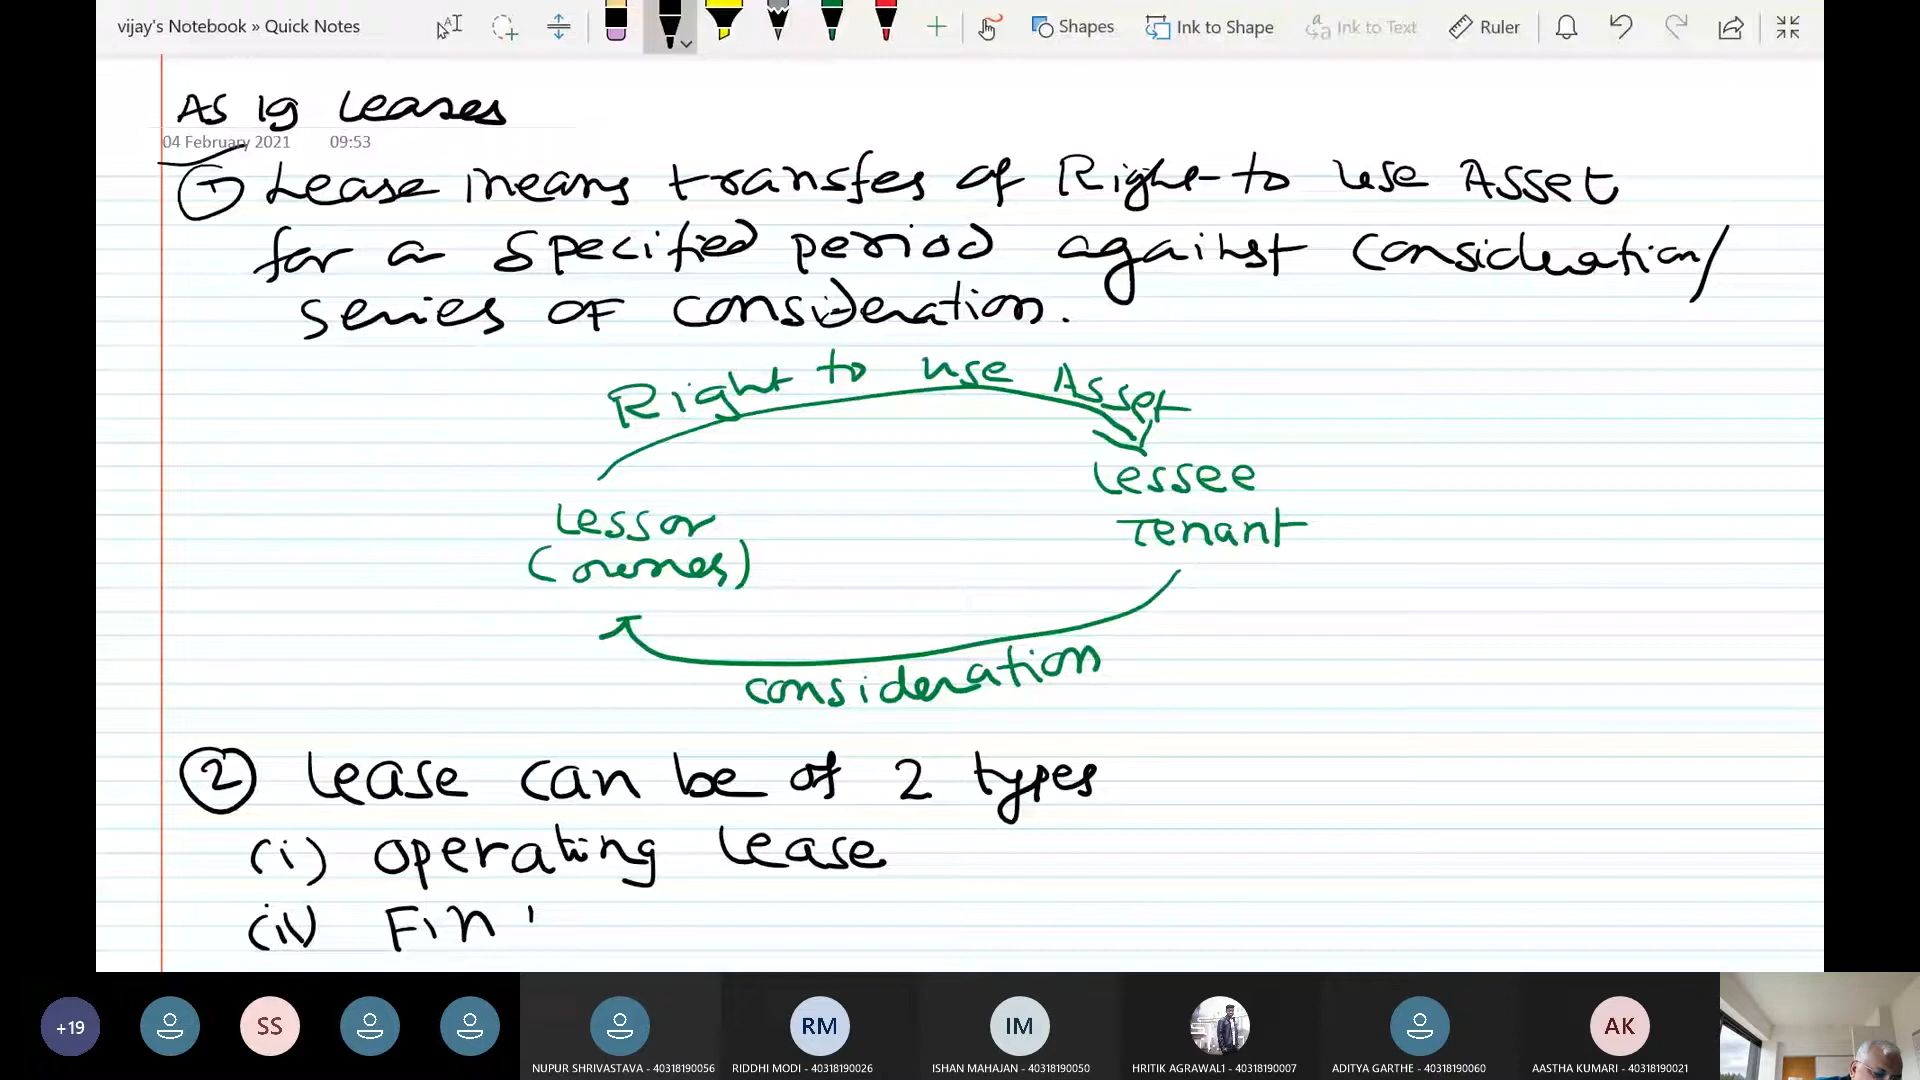 vijay's Notebook » Quick Notes
Shapes
Ink to Shape
Ink to Text
Ruler
As 19 Leases
04 February 2021 09:53
① Lease means transfer of Right to use Asset
for a specified period against consideration/
series of consideration.
Right to use Asset
Lessee
Tenant
Lessor
(owner)
consideration
② Lease can be of 2 types
(i) operating lease
(ii) Fin
+19
SS
RM
IM
AK
NUPUR SHRIVASTAVA - 40318190056
RIDDHI MODI - 40318190026
ISHAN MAHAJAN - 40318190050
HRITIK AGRAWAL1 - 40318190007
ADITYA GARTHE - 40318190060
AASTHA KUMARI - 40318190021